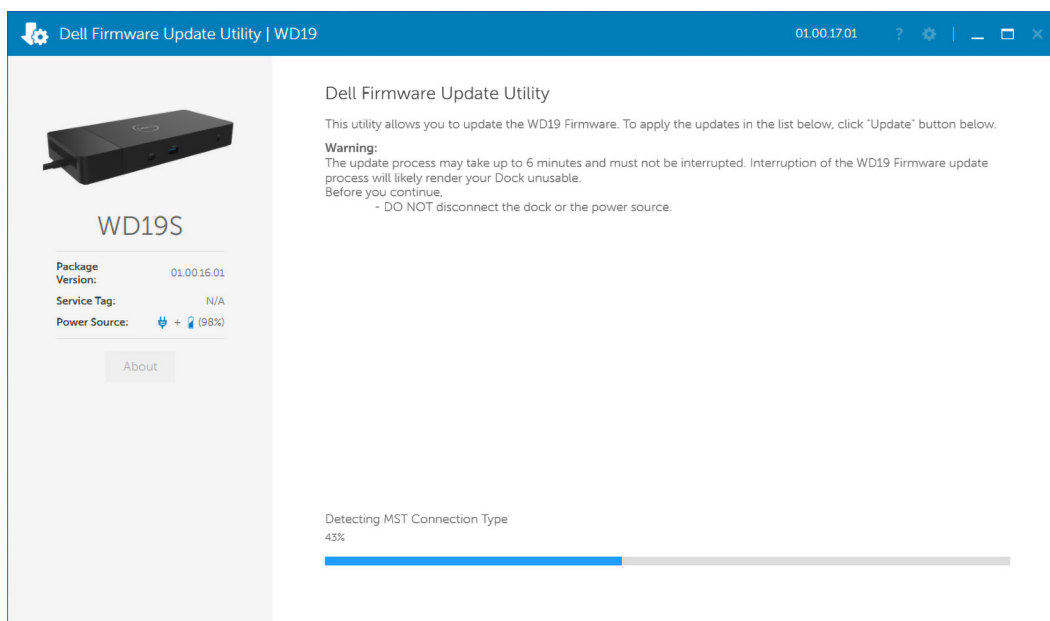 Dell Firmware Update Utility | WD19
01.00.17.01
?
Dell Firmware Update Utility
This utility allows you to update the WD19 Firmware. To apply the updates in the list below, click "Update" button below.
Warning:
The update process may take up to 6 minutes and must not be interrupted. Interruption of the WD19 Firmware update
process will likely render your Dock unusable.
Before you continue,
- DO NOT disconnect the dock or the power source.
WD19S
Package
Version: 01.00.16.01
Service Tag: N/A
Power Source: + (98%)
About
Detecting MST Connection Type
43%